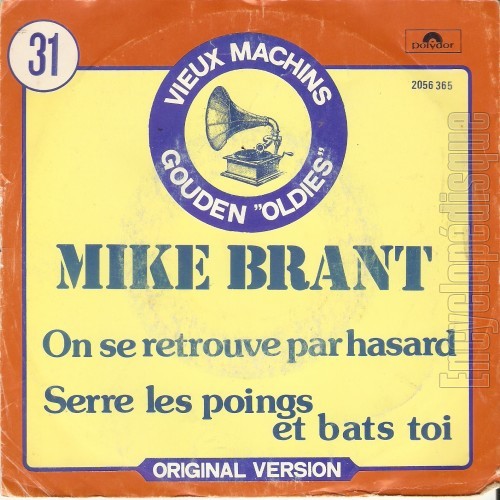 31
polydor
2056 365
VIEUX MACHINS
GOUDEN "OLDIES"
MIKE BRANT
On se retrouve par hasard
Serre les poings
et bats toi
ORIGINAL VERSION
Encyclopédisque